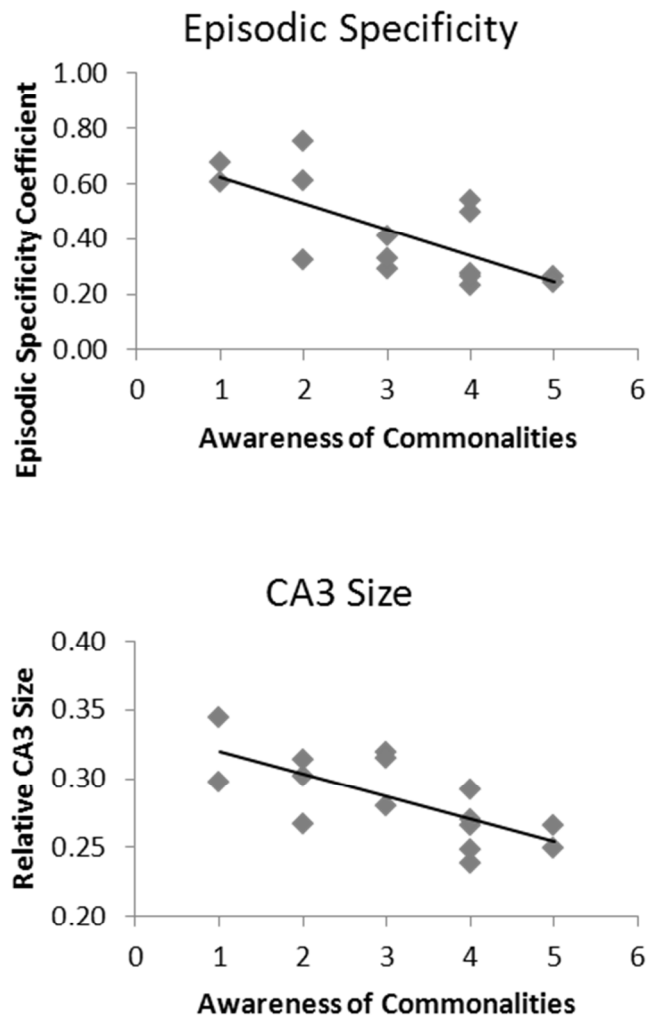 Episodic Specificity
Episodic Specificity Coefficient
1.00
0.80
0.60
0.40
0.20
0.00
0 1 2 3 4 5 6
Awareness of Commonalities
CA3 Size
Relative CA3 Size
0.40
0.35
0.30
0.25
0.20
0 1 2 3 4 5 6
Awareness of Commonalities